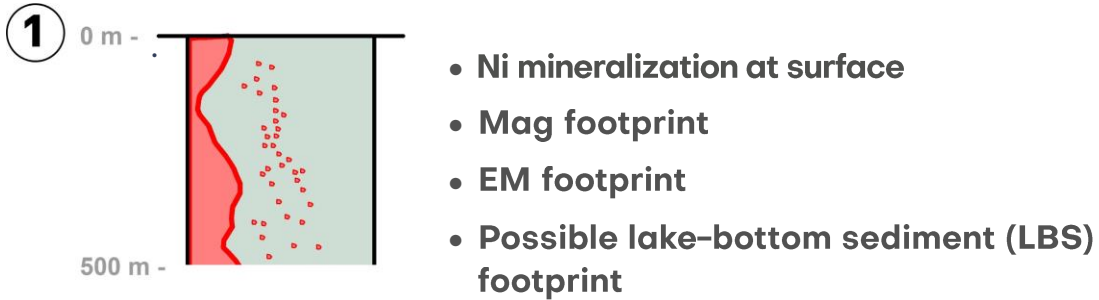 1
0 m -
• Ni mineralization at surface
• Mag footprint
• EM footprint
• Possible lake-bottom sediment (LBS)
footprint
500 m -